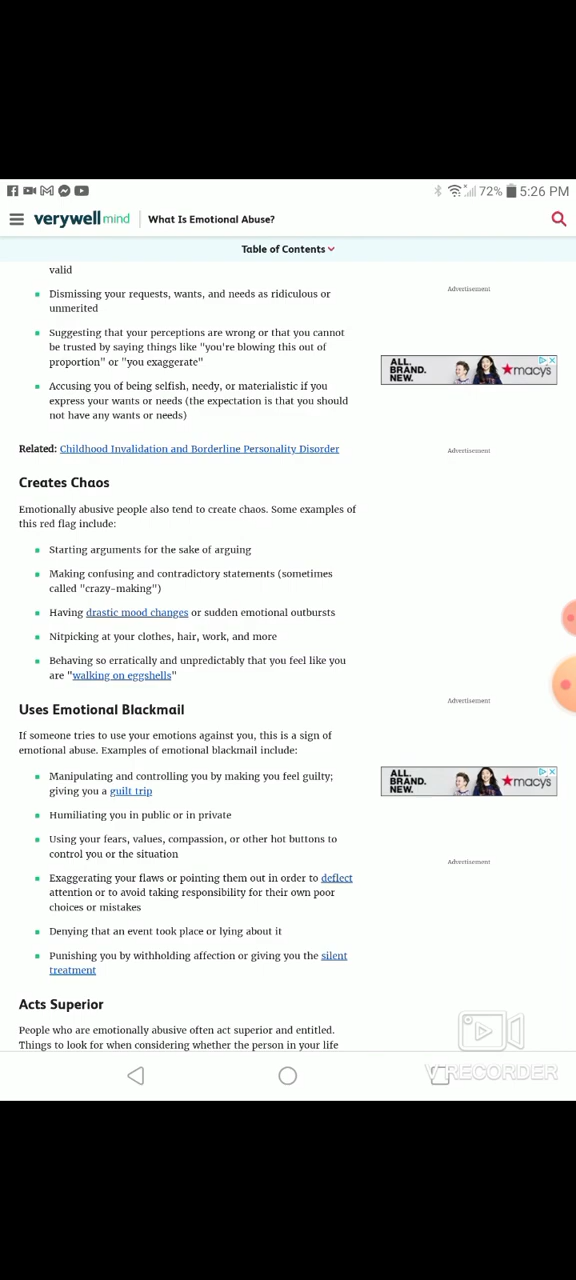 72% 5:26 PM
verywell mind What Is Emotional Abuse?
Table of Contents
valid
Advertisement
Dismissing your requests, wants, and needs as ridiculous or
unmerited
Suggesting that your perceptions are wrong or that you cannot
be trusted by saying things like "you're blowing this out of
proportion" or "you exaggerate"
ALL.
BRAND.
NEW.
macy's
Accusing you of being selfish, needy, or materialistic if you
express your wants or needs (the expectation is that you should
not have any wants or needs)
Related: Childhood Invalidation and Borderline Personality Disorder
Advertisement
Creates Chaos
Emotionally abusive people also tend to create chaos. Some examples of
this red flag include:
Starting arguments for the sake of arguing
Making confusing and contradictory statements (sometimes
called "crazy-making")
Having drastic mood changes or sudden emotional outbursts
Nitpicking at your clothes, hair, work, and more
Behaving so erratically and unpredictably that you feel like you
are "walking on eggshells"
Advertisement
Uses Emotional Blackmail
If someone tries to use your emotions against you, this is a sign of
emotional abuse. Examples of emotional blackmail include:
Manipulating and controlling you by making you feel guilty;
giving you a guilt trip
ALL.
BRAND.
NEW.
macy's
Humiliating you in public or in private
Using your fears, values, compassion, or other hot buttons to
control you or the situation
Advertisement
Exaggerating your flaws or pointing them out in order to deflect
attention or to avoid taking responsibility for their own poor
choices or mistakes
Denying that an event took place or lying about it
Punishing you by withholding affection or giving you the silent
treatment
Acts Superior
People who are emotionally abusive often act superior and entitled.
Things to look for when considering whether the person in your life
V RECORDER